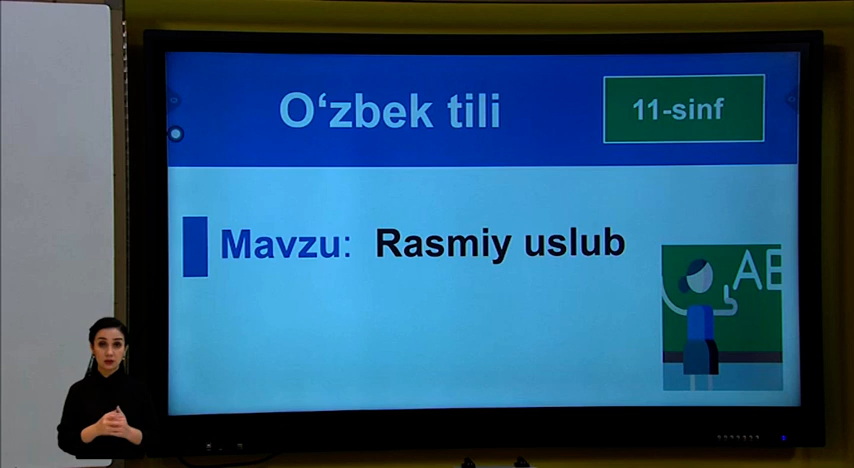 O‘zbek tili
11-sinf
Mavzu: Rasmiy uslub
AB